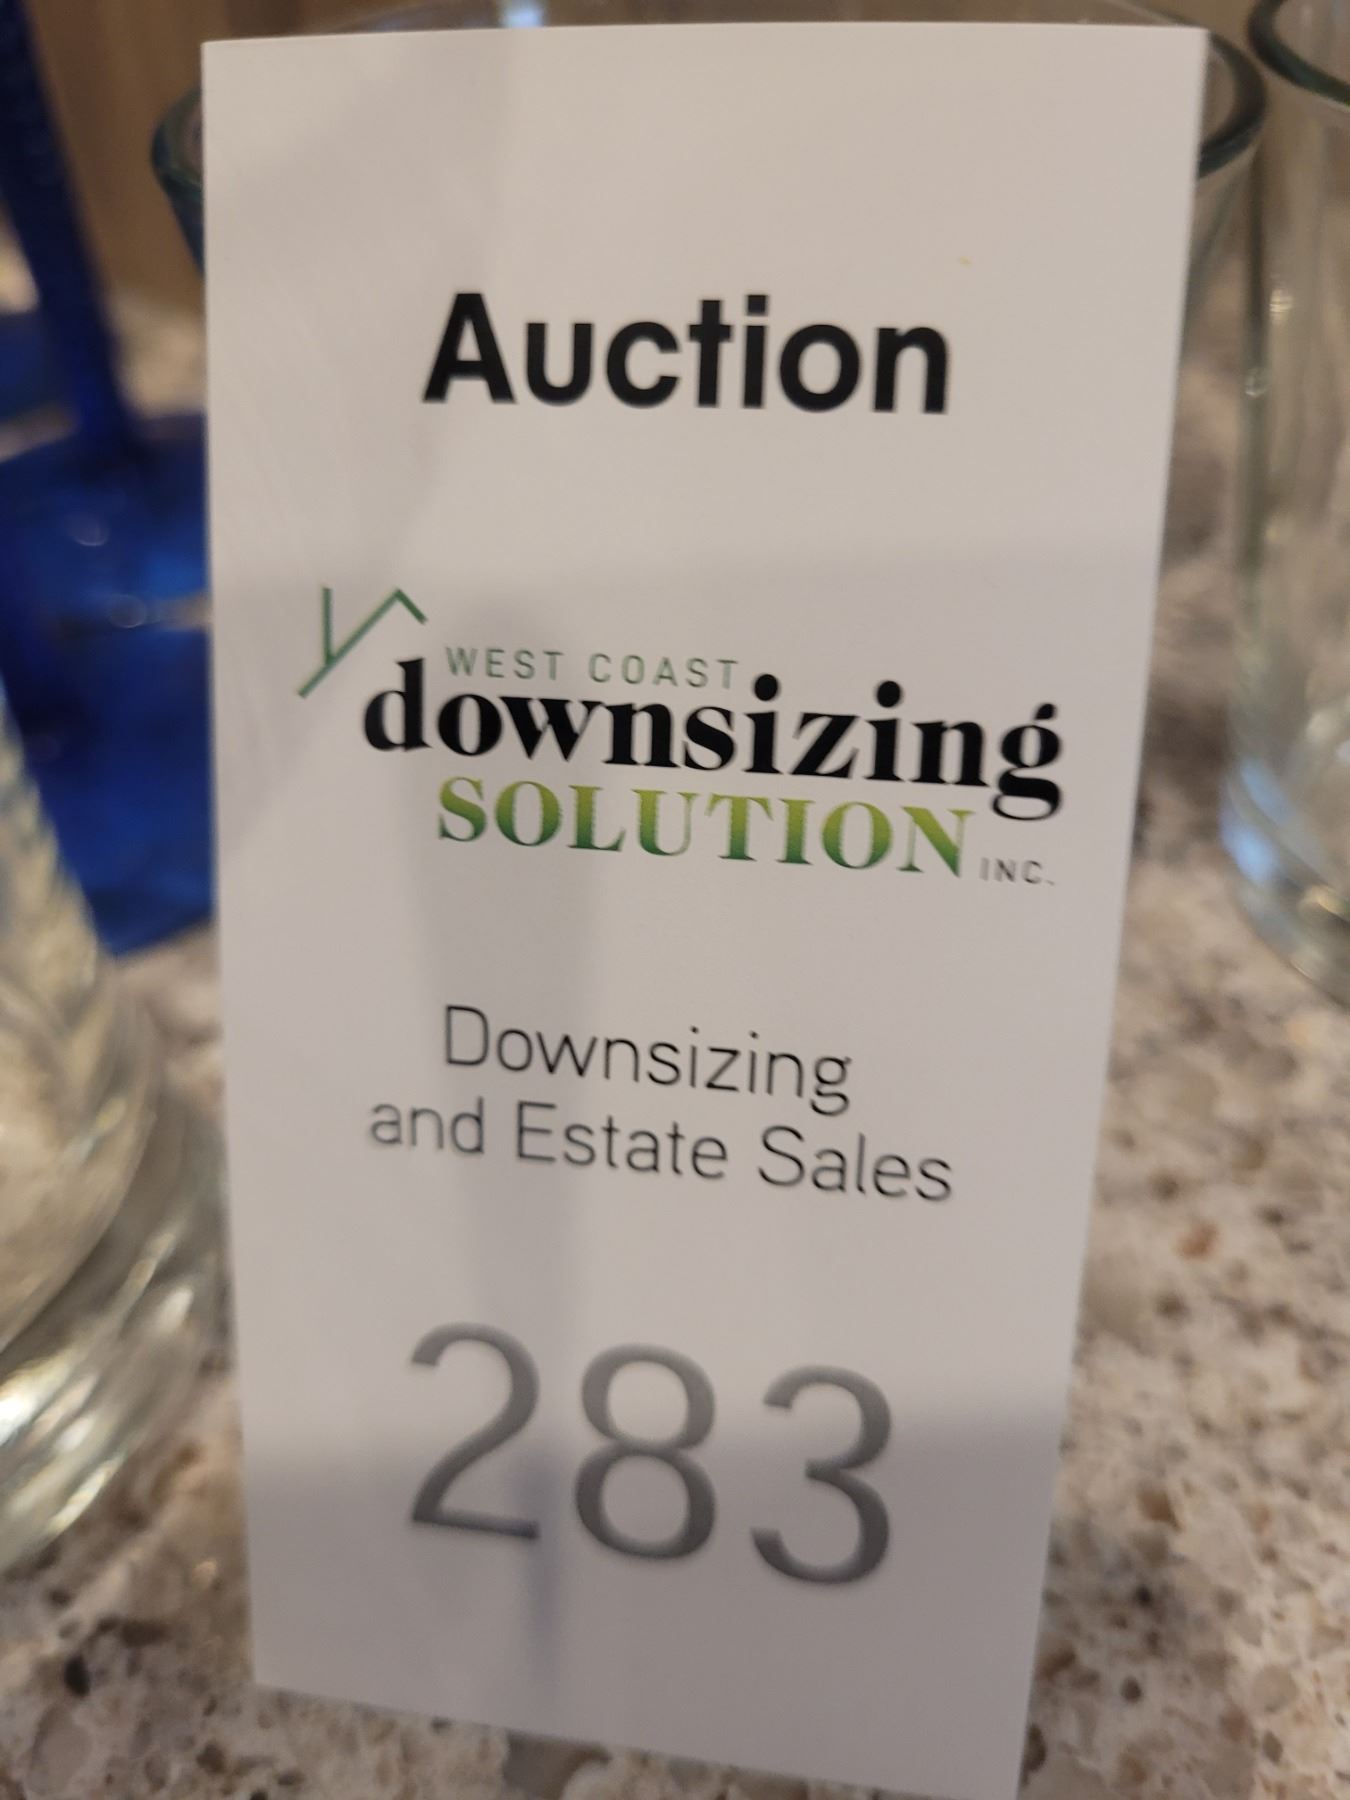 Auction
WEST COAST
downsizing
SOLUTION INC.
Downsizing
and Estate Sales
283